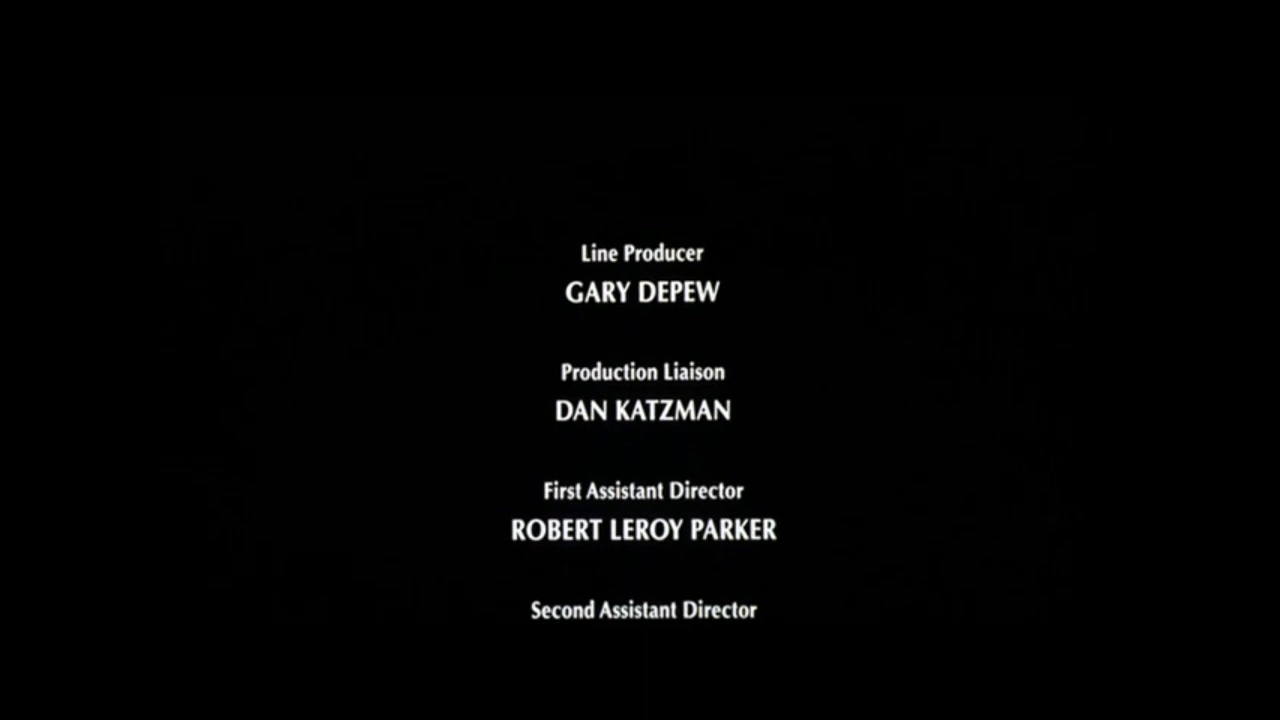 Line Producer
GARY DEPEW
Production Liaison
DAN KATZMAN
First Assistant Director
ROBERT LEROY PARKER
Second Assistant Director